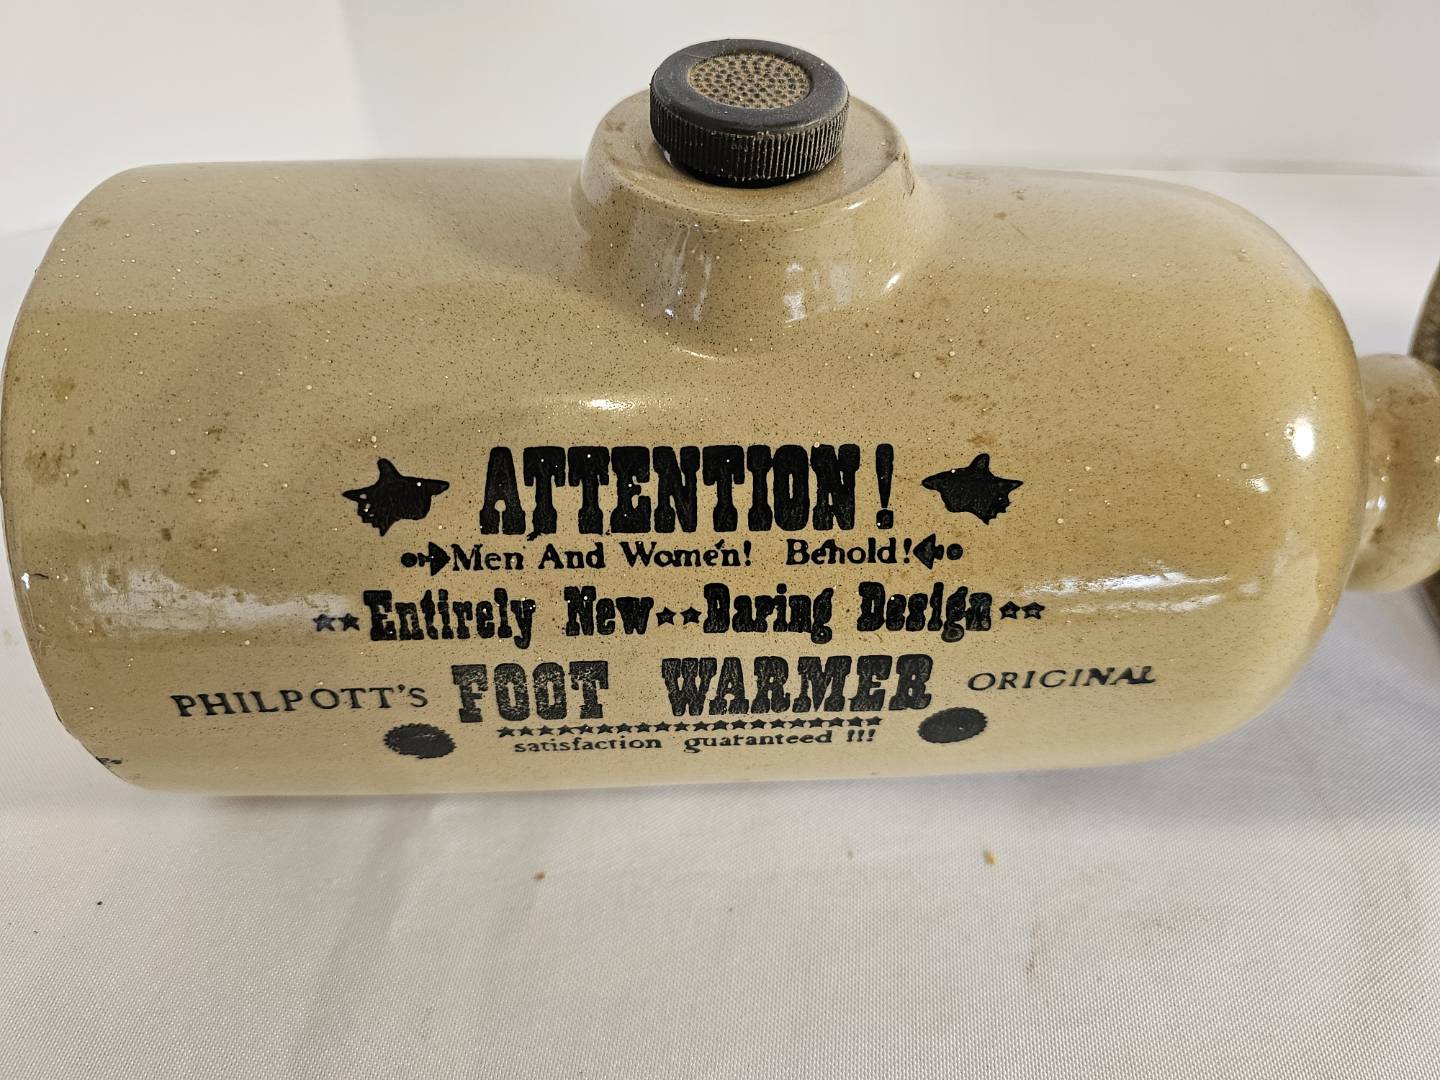 ATTENTION!
Men And Women! Behold!
Entirely New Daring Design
PHILPOTT'S FOOT WARMER ORIGINAL
satisfaction guaranteed !!!